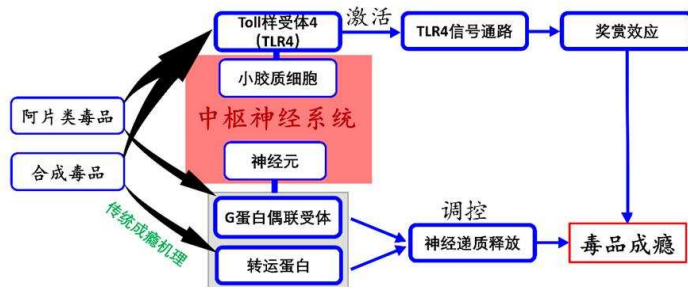 Toll样受体4
（TLR4）
激活
TLR4信号通路
奖赏效应
小胶质细胞
阿片类毒品
中枢神经系统
合成毒品
神经元
传统成瘾机理
G蛋白偶联受体
调控
神经递质释放
毒品成瘾
转运蛋白